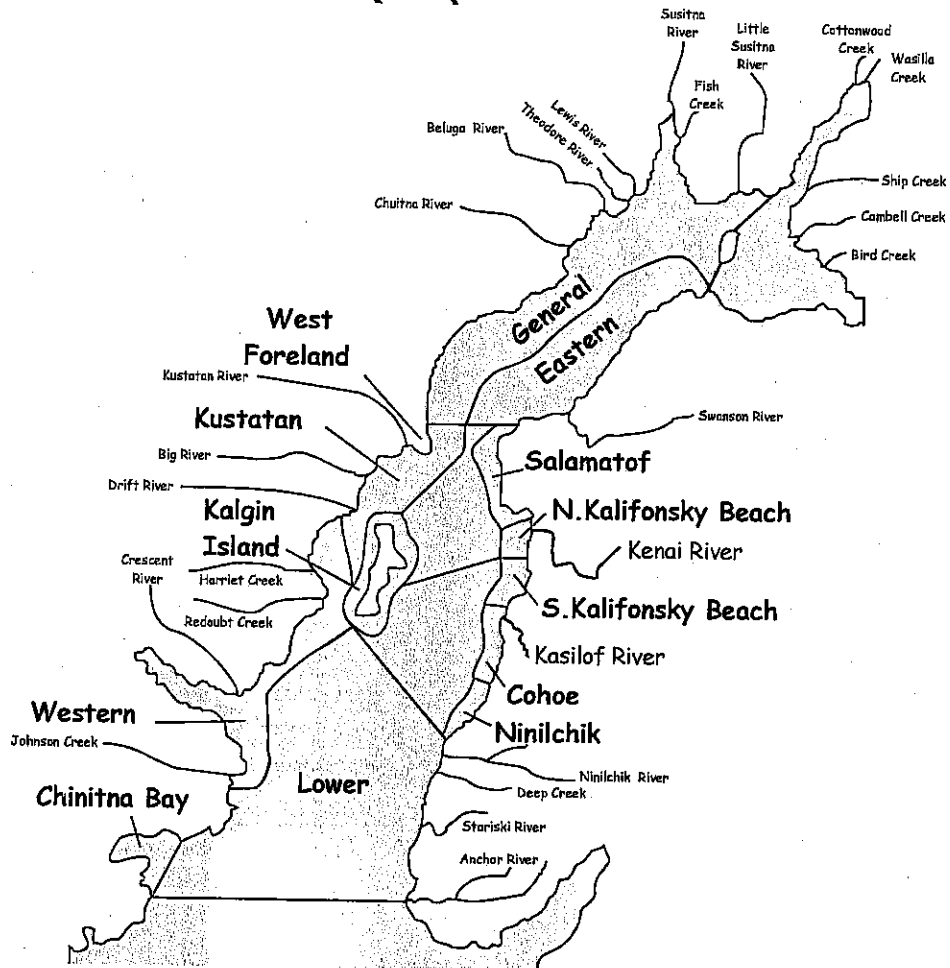 Susitna
River
Little
Susitna
River
Cottonwood
Creek
Wasilla
Creek
Fish
Creek
Lewis River
Theodore River
Beluga River
Chuitna River
Ship Creek
Cambell Creek
Bird Creek
General
Eastern
West
Foreland
Kustatan River
Kustatan
Swanson River
Big River
Salamatof
Drift River
Kalgin
Island
N.Kalifonsky Beach
Kenai River
Crescent
River
Harriet Creek
Redoubt Creek
S.Kalifonsky Beach
Kasilof River
Cohoe
Western
Ninilchik
Johnson Creek
Lower
Ninilchik River
Deep Creek
Chinitna Bay
Stariski River
Anchor River